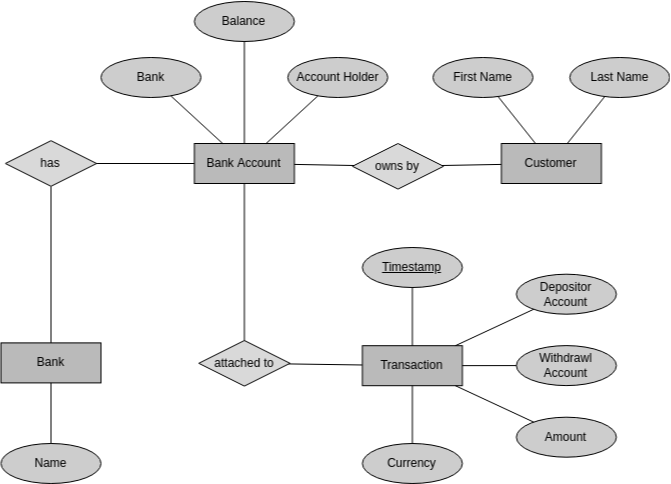 Balance
Bank
Account Holder
First Name
Last Name
has
Bank Account
owns by
Customer
Timestamp
Depositor
Account
Bank
attached to
Transaction
Withdrawl
Account
Name
Currency
Amount